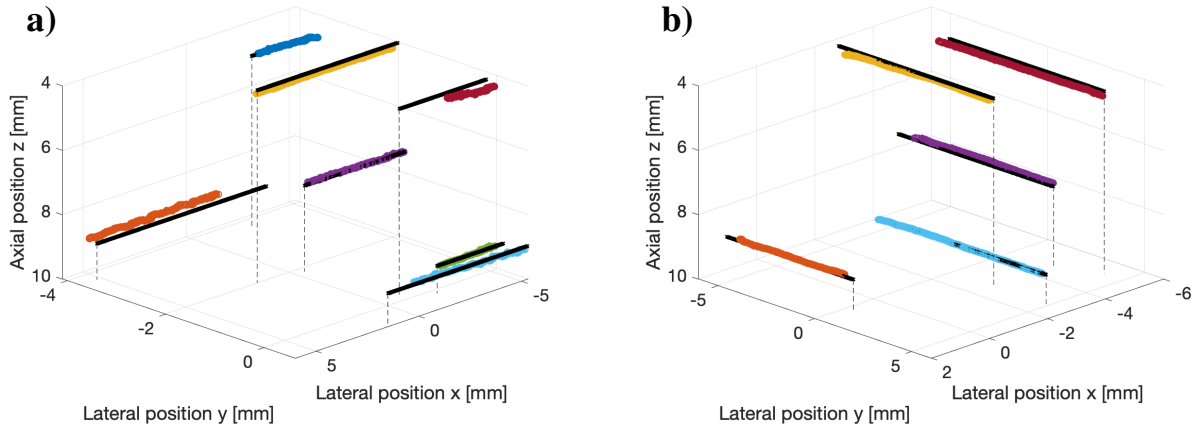 a)
Axial position z [mm]
4
6
8
10
-4
-2
0
5
0
-5
Lateral position y [mm]
Lateral position x [mm]
b)
Axial position z [mm]
4
6
8
10
-5
0
5
2
0
-2
-4
-6
Lateral position y [mm]
Lateral position x [mm]